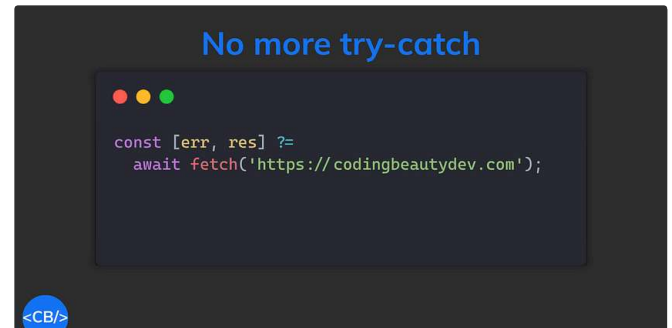 No more try-catch
const [err, res] ?=
await fetch('https://codingbeautydev.com');
<CB/>